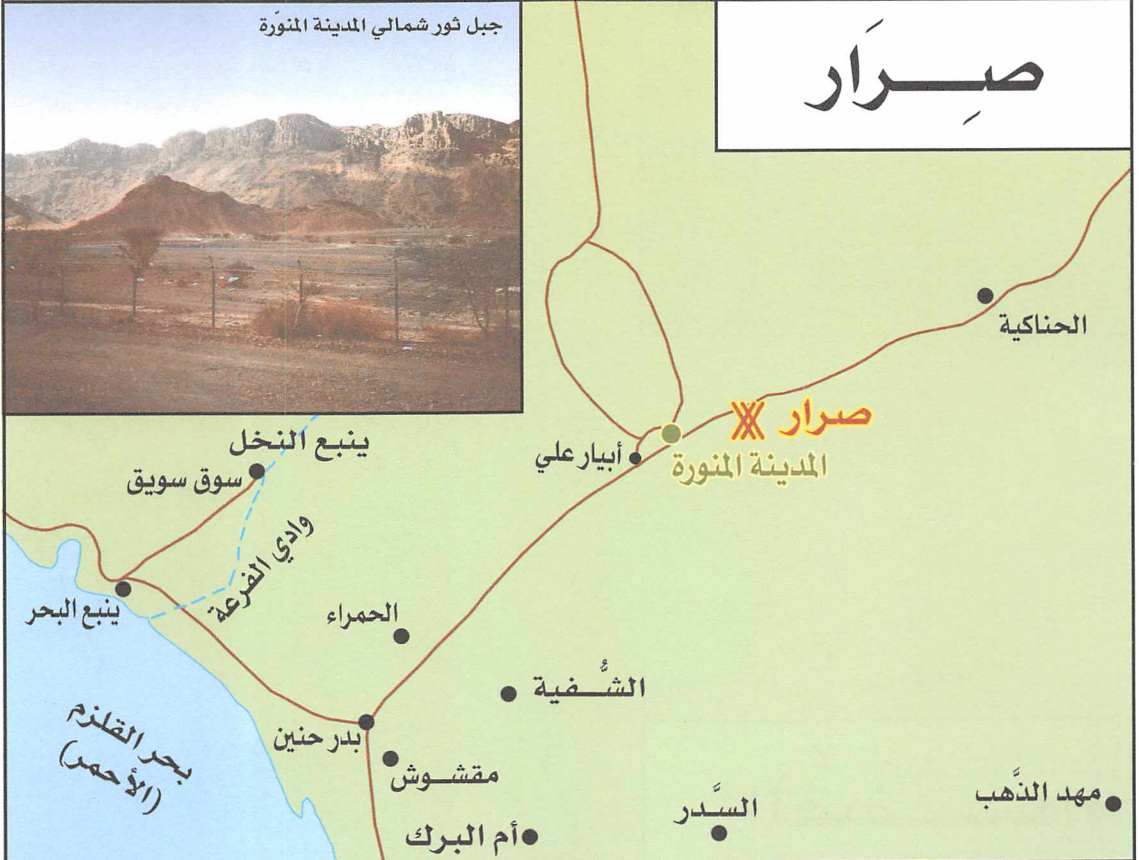 صِـرَار
جبل ثور شمالي المدينة المنوّرة
الحناكية
صرار
المدينة المنورة
أبيار علي
ينبع النخل
سوق سويق
وادي الفرعة
ينبع البحر
الحمراء
الشُّفية
بدر حنين
مقشوش
بحر القلزم
(الأحمر)
مهد الذَّهب
السَّدر
أم البرك